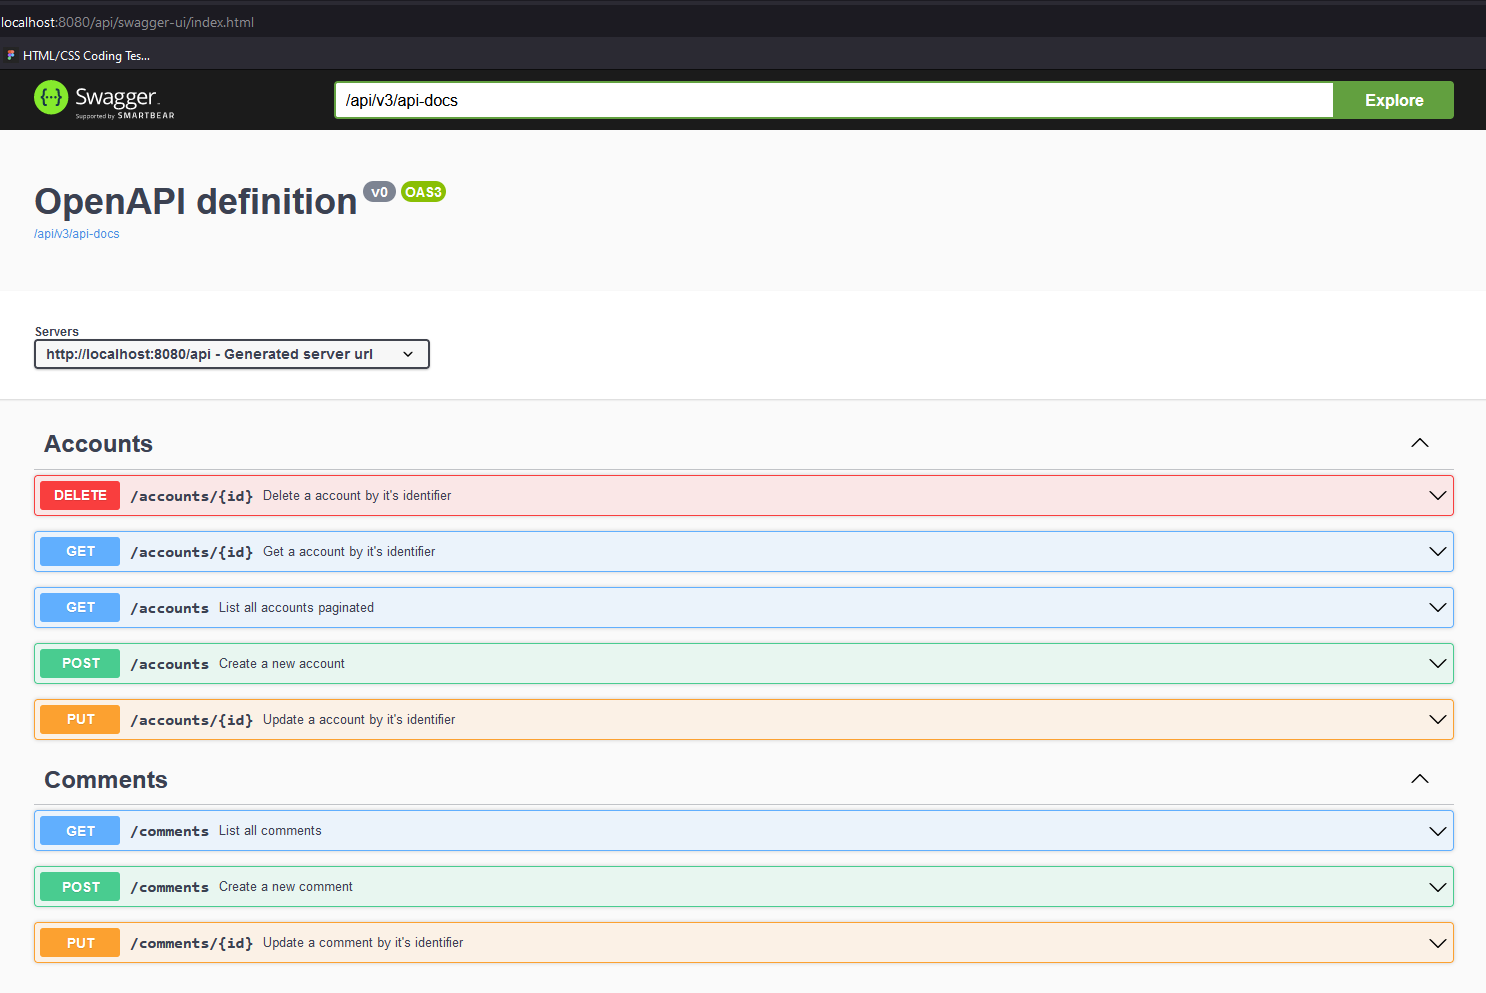 localhost:8080/api/swagger-ui/index.html
HTML/CSS Coding Tes...
{···} Swagger.
Supported by SMARTBEAR
/api/v3/api-docs
Explore
OpenAPI definition v0 OAS3
/api/v3/api-docs
Servers
http://localhost:8080/api - Generated server url
Accounts
DELETE /accounts/{id} Delete a account by it's identifier
GET /accounts/{id} Get a account by it's identifier
GET /accounts List all accounts paginated
POST /accounts Create a new account
PUT /accounts/{id} Update a account by it's identifier
Comments
GET /comments List all comments
POST /comments Create a new comment
PUT /comments/{id} Update a comment by it's identifier